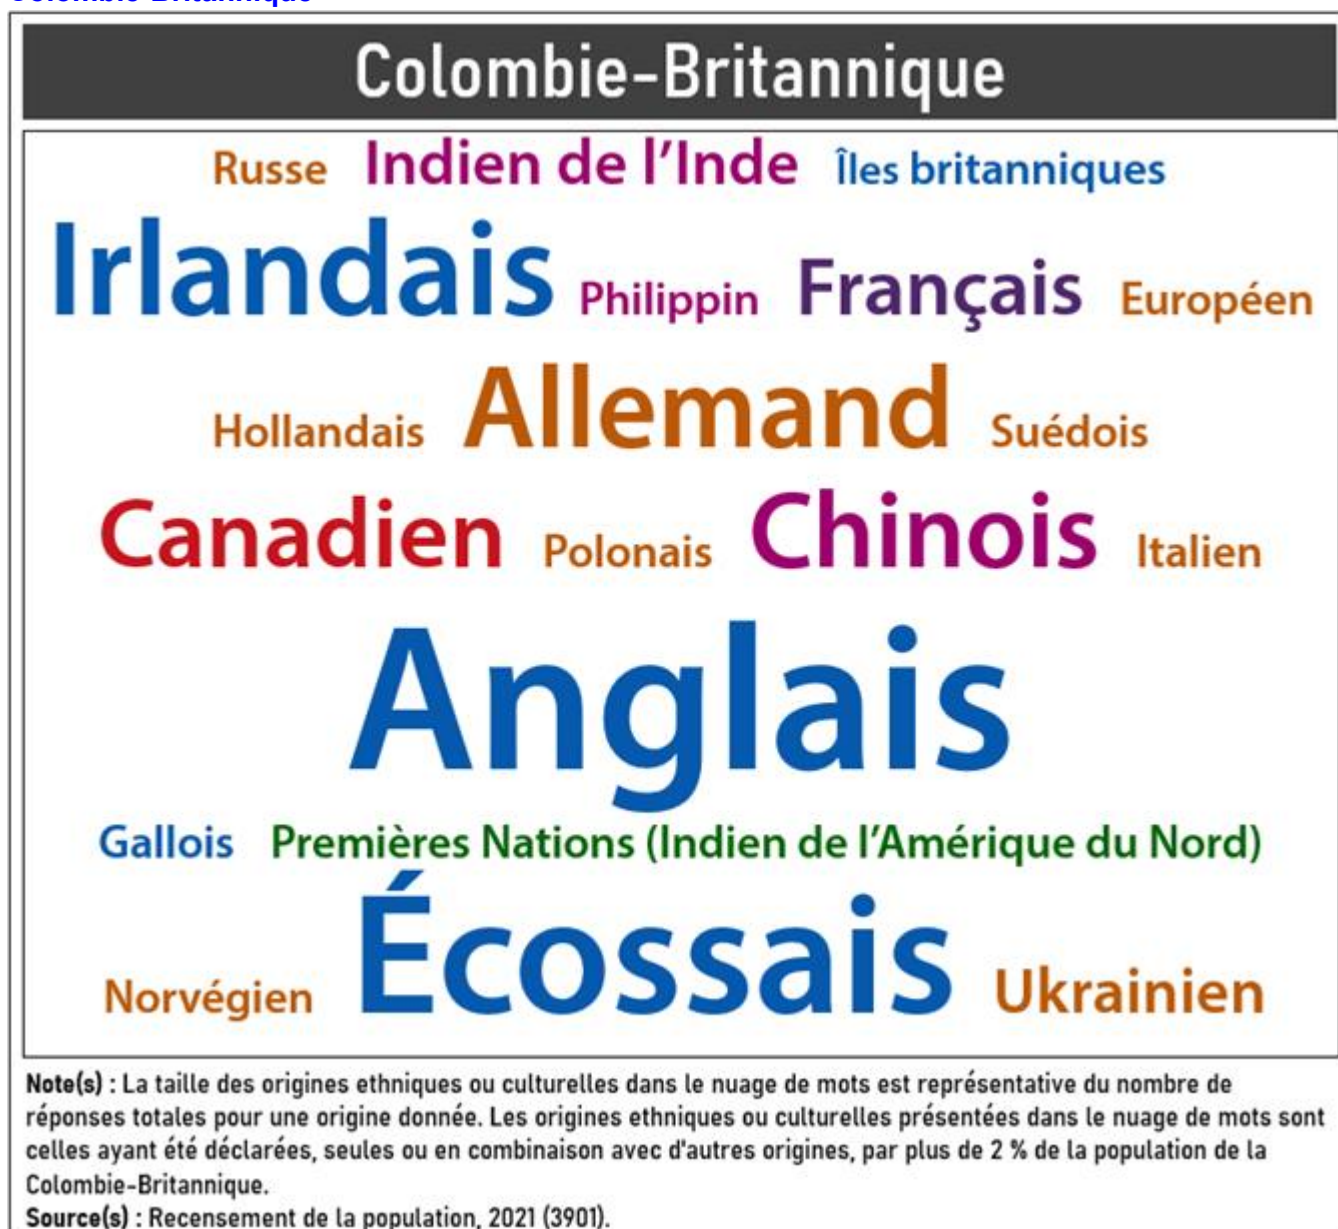 Colombie-Britannique
Colombie-Britannique
Russe Indien de l'Inde Îles britanniques
Irlandais Philippin Français Européen
Hollandais Allemand Suédois
Canadien Polonais Chinois Italien
Anglais
Gallois Premières Nations (Indien de l'Amérique du Nord)
Norvégien Écossais Ukrainien
Note(s) : La taille des origines ethniques ou culturelles dans le nuage de mots est représentative du nombre de
réponses totales pour une origine donnée. Les origines ethniques ou culturelles présentées dans le nuage de mots sont
celles ayant été déclarées, seules ou en combinaison avec d'autres origines, par plus de 2 % de la population de la
Colombie-Britannique.
Source(s) : Recensement de la population, 2021 (3901).